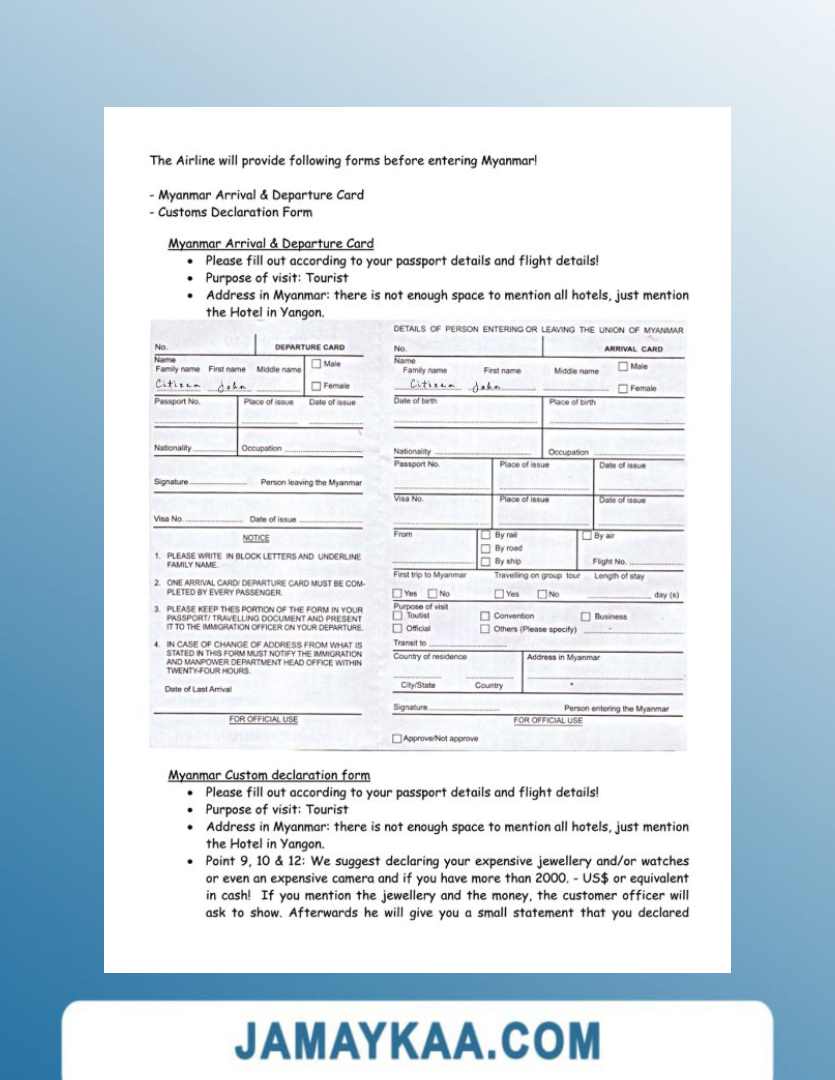 The Airline will provide following forms before entering Myanmar!
- Myanmar Arrival & Departure Card
- Customs Declaration Form
Myanmar Arrival & Departure Card
• Please fill out according to your passport details and flight details!
• Purpose of visit: Tourist
• Address in Myanmar: there is not enough space to mention all hotels, just mention
the Hotel in Yangon.
No. DEPARTURE CARD
Name
Family name First name Middle name Male
Citizen John Female
Passport No. Place of issue Date of issue
Nationality Occupation
Signature Person leaving the Myanmar
Visa No. Date of issue
NOTICE
1. PLEASE WRITE IN BLOCK LETTERS AND UNDERLINE
FAMILY NAME.
2. ONE ARRIVAL CARD/ DEPARTURE CARD MUST BE COM-
PLETED BY EVERY PASSENGER.
3. PLEASE KEEP THES PORTION OF THE FORM IN YOUR
PASSPORT/ TRAVELLING DOCUMENT AND PRESENT
IT TO THE IMMIGRATION OFFICER ON YOUR DEPARTURE.
4. IN CASE OF CHANGE OF ADDRESS FROM WHAT IS
STATED IN THIS FORM MUST NOTIFY THE IMMIGRATION
AND MANPOWER DEPARTMENT HEAD OFFICE WITHIN
TWENTY-FOUR HOURS.
Date of Last Arrival
FOR OFFICIAL USE
DETAILS OF PERSON ENTERING OR LEAVING THE UNION OF MYANMAR
No. ARRIVAL CARD
Name
Family name First name Middle name Male
Citizen John Female
Date of birth Place of birth
Nationality Occupation
Passport No. Place of issue Date of issue
Visa No. Place of issue Date of issue
From By rail By air
By road
By ship Flight No.
First trip to Myanmar Travelling on group tour Length of stay
Yes No Yes No day (s)
Purpose of visit
Toutist Convention Business
Official Others (Please specify)
Transit to
Country of residence Address in Myanmar
City/State Country
Signature Person entering the Myanmar
FOR OFFICIAL USE
Approve/Not approve
Myanmar Custom declaration form
• Please fill out according to your passport details and flight details!
• Purpose of visit: Tourist
• Address in Myanmar: there is not enough space to mention all hotels, just mention
the Hotel in Yangon.
• Point 9, 10 & 12: We suggest declaring your expensive jewellery and/or watches
or even an expensive camera and if you have more than 2000. - US$ or equivalent
in cash! If you mention the jewellery and the money, the customer officer will
ask to show. Afterwards he will give you a small statement that you declared
JAMAYKAA.COM